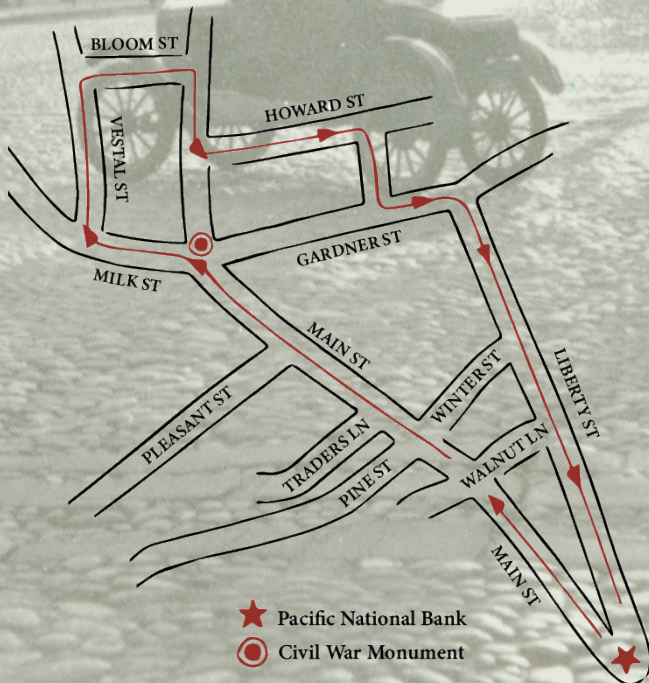 BLOOM ST
HOWARD ST
VESTAL ST
GARDNER ST
MILK ST
MAIN ST
WINTER ST
LIBERTY ST
PLEASANT ST
TRADERS LN
WALNUT LN
PINE ST
MAIN ST
Pacific National Bank
Civil War Monument